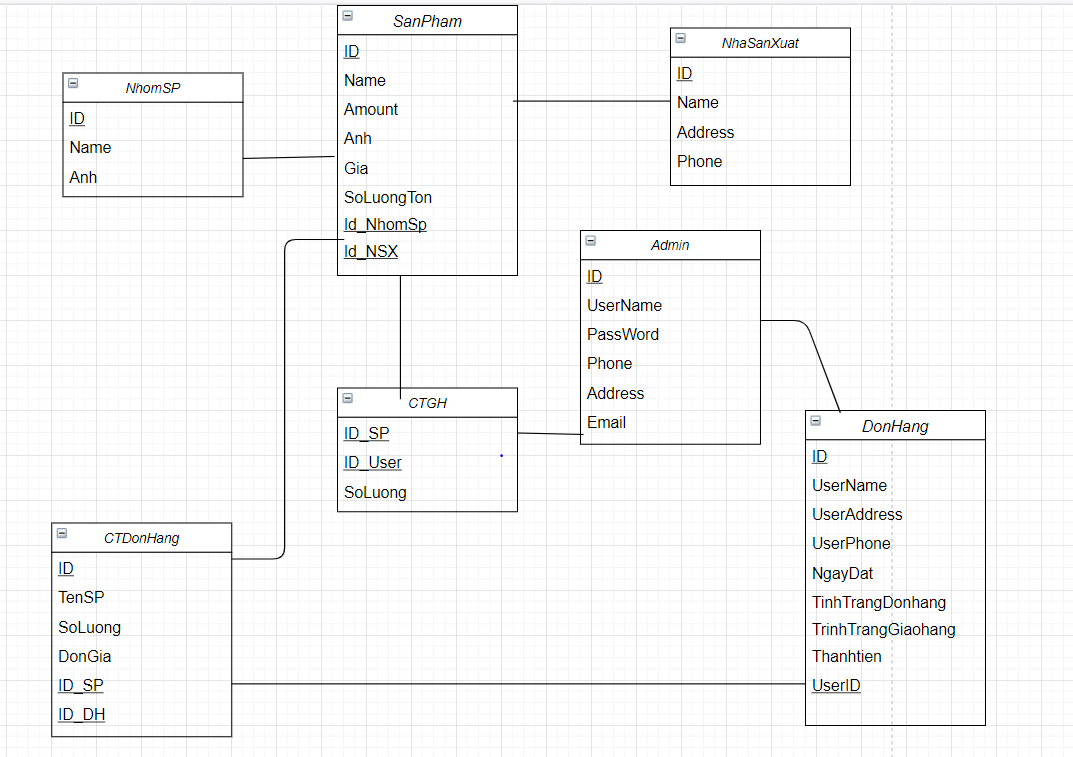 SanPham
ID
Name
Amount
Anh
Gia
SoLuongTon
Id_NhomSp
Id_NSX
NhaSanXuat
ID
Name
Address
Phone
NhomSP
ID
Name
Anh
Admin
ID
UserName
PassWord
Phone
Address
Email
CTGH
ID_SP
ID_User
SoLuong
DonHang
ID
UserName
UserAddress
UserPhone
NgayDat
TinhTrangDonhang
TrinhTrangGiaohang
Thanhtien
UserID
CTDonHang
ID
TenSP
SoLuong
DonGia
ID_SP
ID_DH